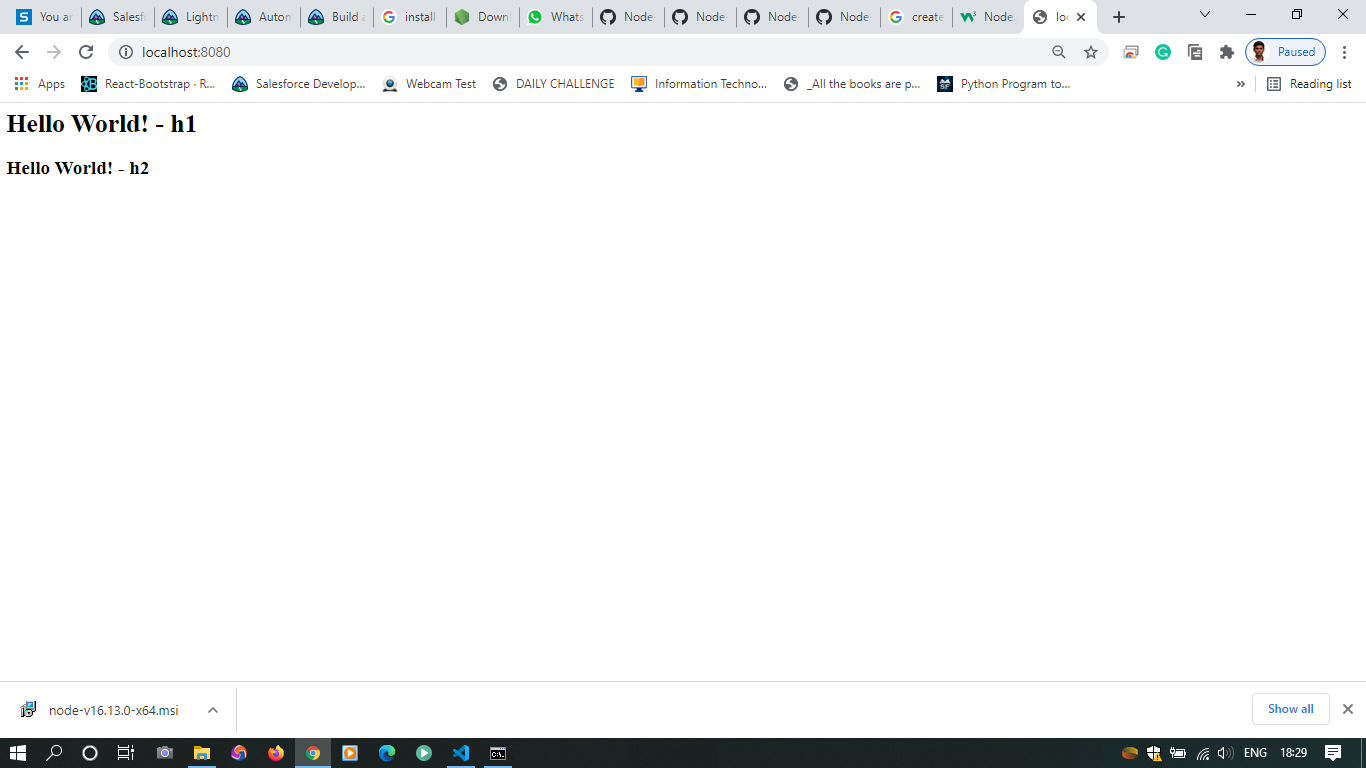 You ar
Salesf
Lightn
Auton
Build a
install
Downl
Whats
Node
Node
Node
Node
create
Node.
loc
localhost:8080
Paused
Apps
React-Bootstrap · R...
Salesforce Develop...
Webcam Test
DAILY CHALLENGE
Information Techno...
_All the books are p...
Python Program to...
»
Reading list
Hello World! - h1
Hello World! - h2
node-v16.13.0-x64.msi
Show all
ENG
18:29